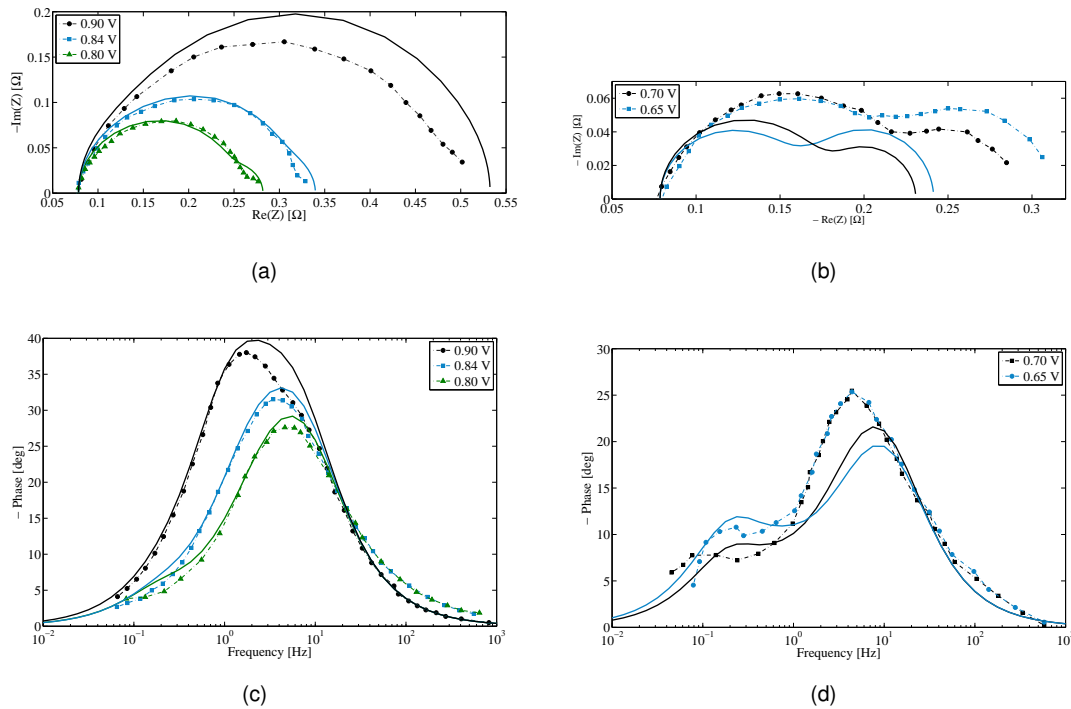 0.2
0.15
0.1
0.05
0
−Im(Z) [Ω]
0.90 V
0.84 V
0.80 V
0.05 0.1 0.15 0.2 0.25 0.3 0.35 0.4 0.45 0.5 0.55
Re(Z) [Ω]
(a)
0.06
0.04
0.02
0
− Im(Z) [Ω]
0.70 V
0.65 V
0.05 0.1 0.15 0.2 0.25 0.3
− Re(Z) [Ω]
(b)
40
35
30
25
20
15
10
5
0
− Phase [deg]
0.90 V
0.84 V
0.80 V
10^-2 10^-1 10^0 10^1 10^2 10^3
Frequency [Hz]
(c)
30
25
20
15
10
5
0
− Phase [deg]
0.70 V
0.65 V
10^-2 10^-1 10^0 10^1 10^2 10^3
Frequency [Hz]
(d)